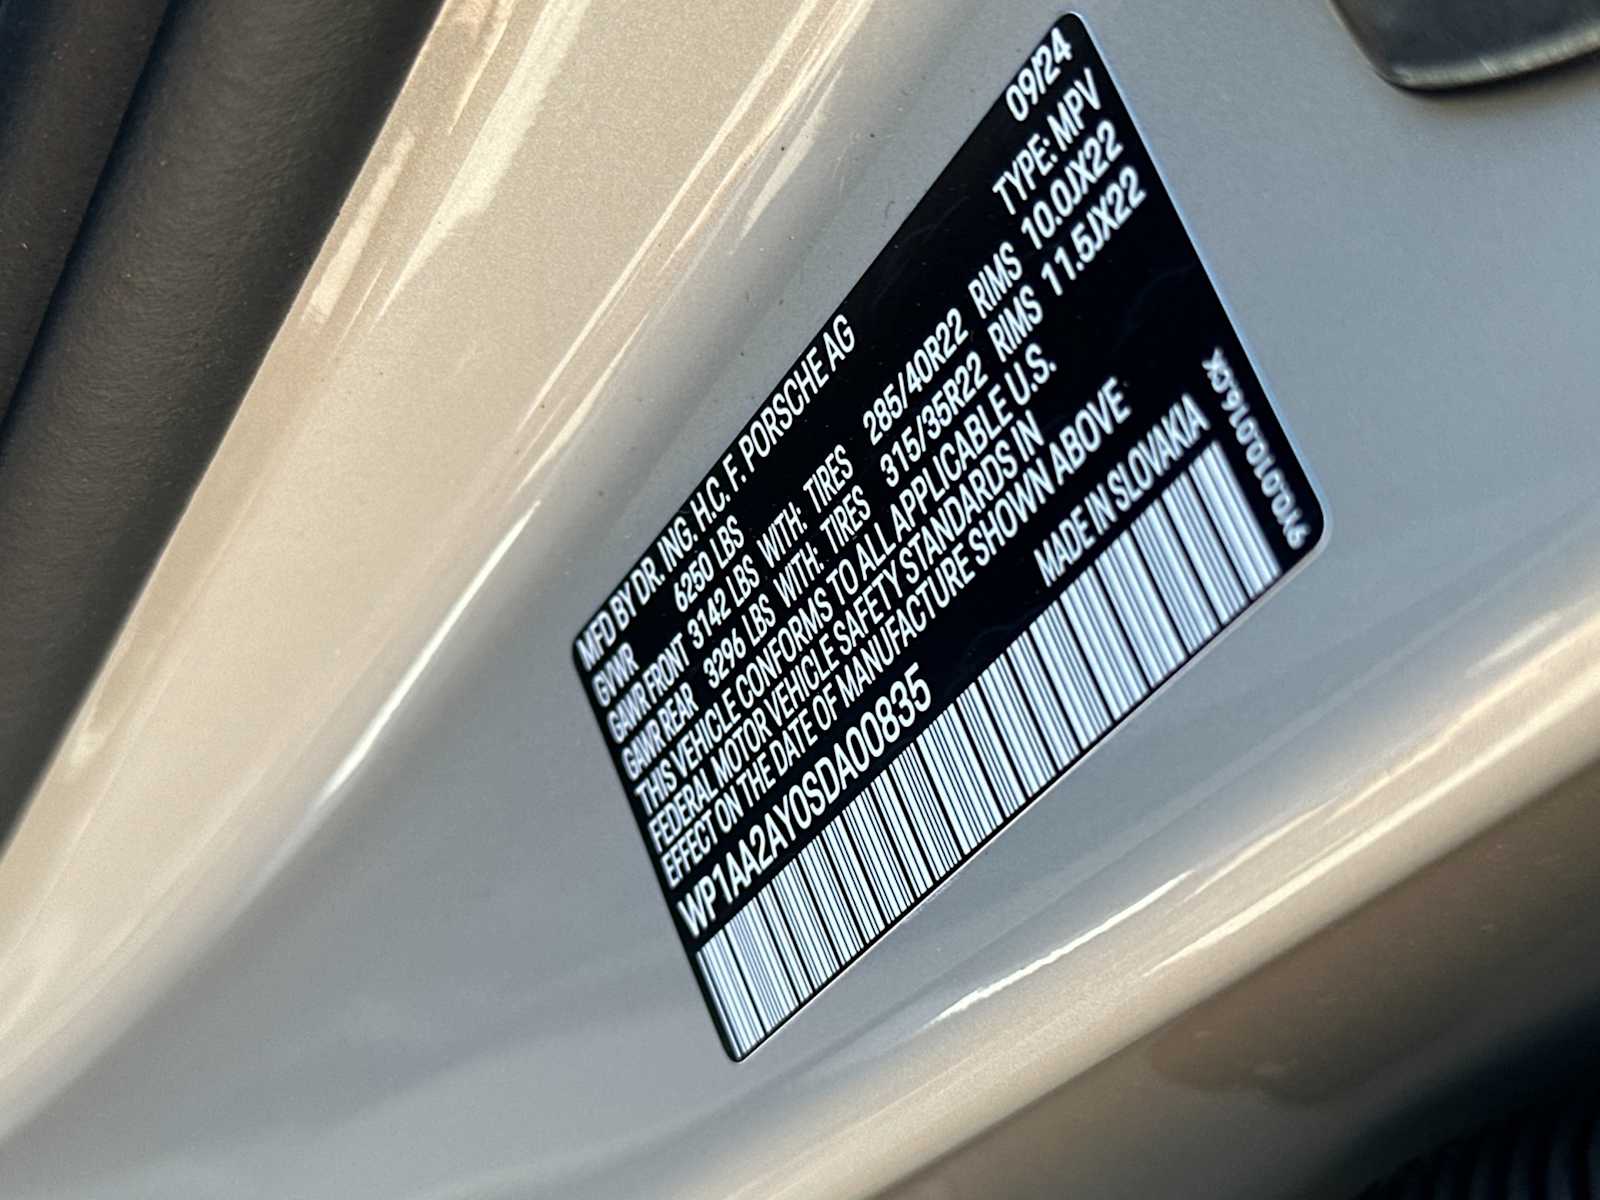 MFD BY DR. ING. H.C. F. PORSCHE AG 09/24
GVWR 6250 LBS TYPE: MPV
GAWR FRONT 3142 LBS WITH: TIRES 285/40R22 RIMS 10.0JX22
GAWR REAR 3296 LBS WITH: TIRES 315/35R22 RIMS 11.5JX22
THIS VEHICLE CONFORMS TO ALL APPLICABLE U.S.
FEDERAL MOTOR VEHICLE SAFETY STANDARDS IN
EFFECT ON THE DATE OF MANUFACTURE SHOWN ABOVE
WP1AA2AY0SDA00835 MADE IN SLOVAKIA